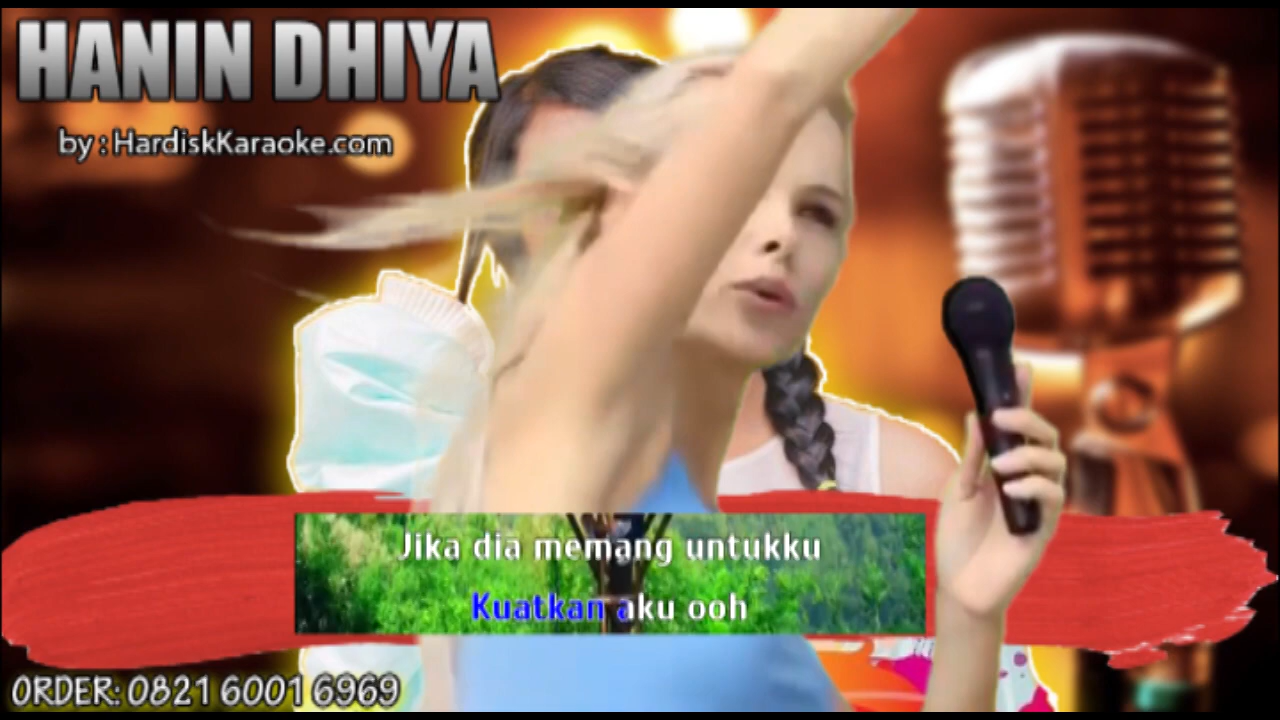 HANIN DHIYA
by : HardiskKaraoke.com
Jika dia memang untukku
Kuatkan aku ooh
ORDER: 0821 6001 6969